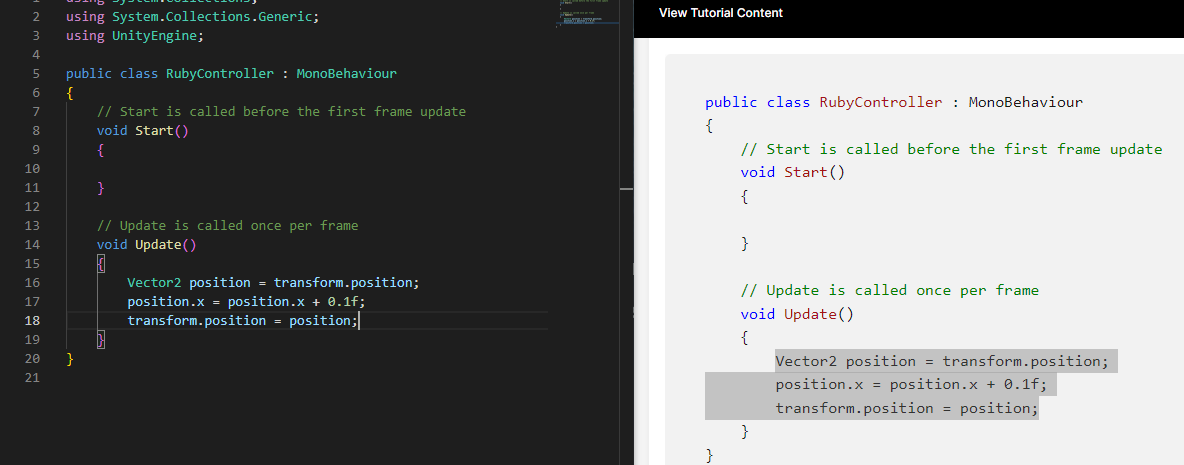 1 using System.Collections;
2 using System.Collections.Generic;
3 using UnityEngine;
4
5 public class RubyController : MonoBehaviour
6 {
7 // Start is called before the first frame update
8 void Start()
9 {
10
11 }
12
13 // Update is called once per frame
14 void Update()
15 {
16 Vector2 position = transform.position;
17 position.x = position.x + 0.1f;
18 transform.position = position;
19 }
20 }
21
View Tutorial Content
public class RubyController : MonoBehaviour
{
// Start is called before the first frame update
void Start()
{
}
// Update is called once per frame
void Update()
{
Vector2 position = transform.position;
position.x = position.x + 0.1f;
transform.position = position;
}
}